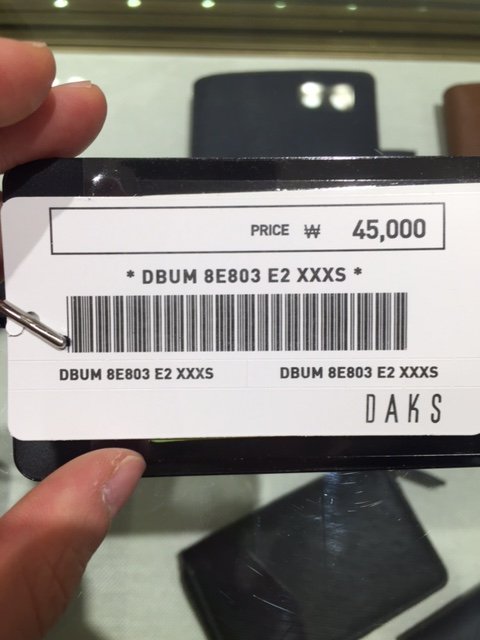 PRICE ₩ 45,000
* DBUM 8E803 E2 XXXS *
DBUM 8E803 E2 XXXS DBUM 8E803 E2 XXXS
DAKS